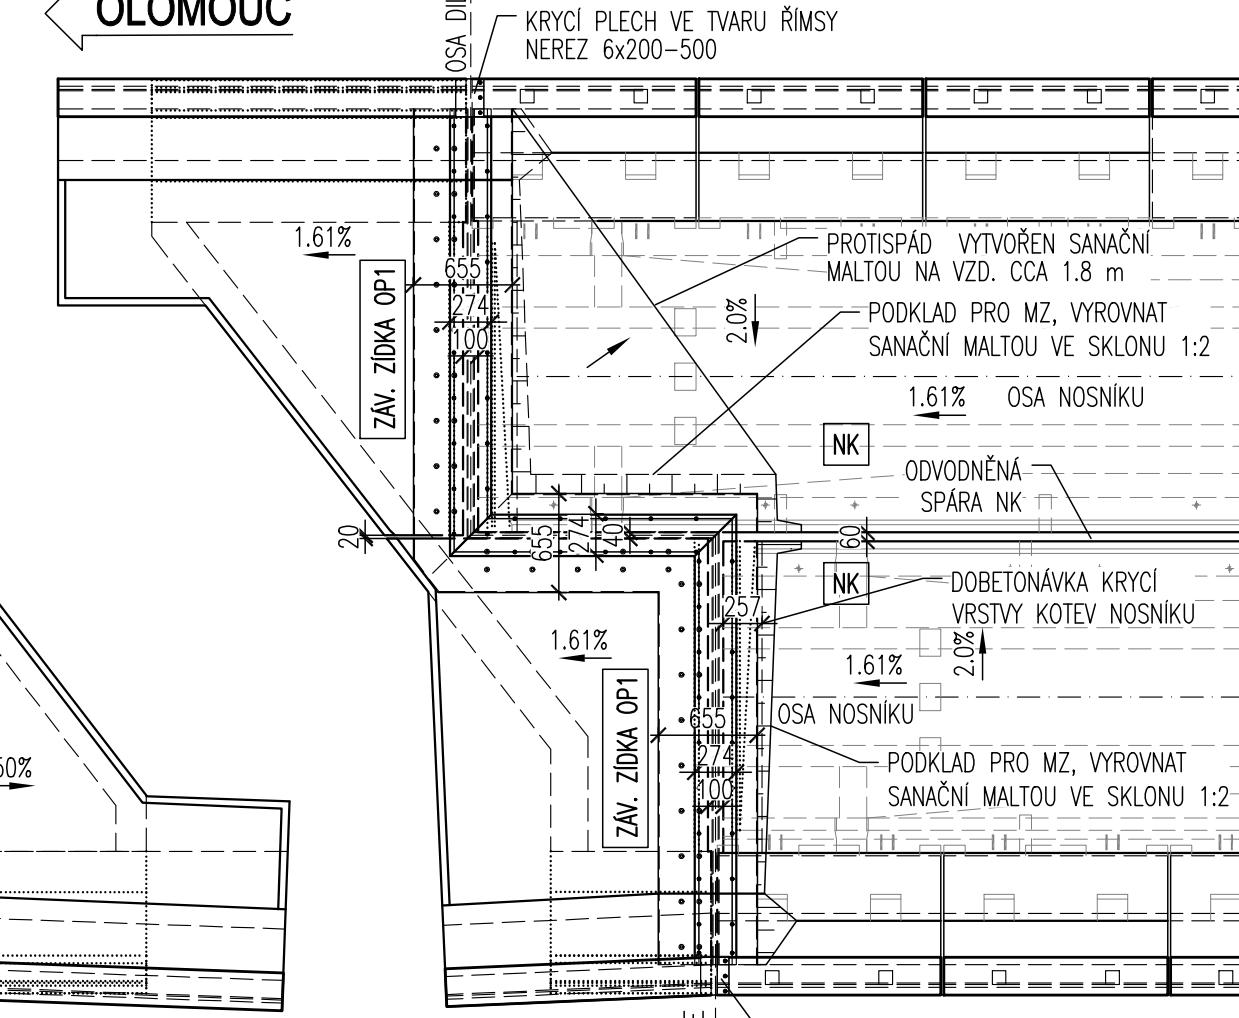 OLOMOUC
OSA DIL
KRYCÍ PLECH VE TVARU ŘÍMSY
NEREZ 6x200-500
1.61%
ZÁV. ZÍDKA OP1
655
274
100
PROTISPÁD VYTVOŘEN SANAČNÍ
MALTOU NA VZD. CCA 1.8 m
2.0%
PODKLAD PRO MZ, VYROVNAT
SANAČNÍ MALTOU VE SKLONU 1:2
1.61%
OSA NOSNÍKU
NK
ODVODNĚNÁ
SPÁRA NK
20
655
274
40
60
NK
DOBETONÁVKA KRYCÍ
VRSTVY KOTEV NOSNÍKU
257
1.61%
1.61%
2.0%
ZÁV. ZÍDKA OP1
655
274
100
OSA NOSNÍKU
PODKLAD PRO MZ, VYROVNAT
SANAČNÍ MALTOU VE SKLONU 1:2